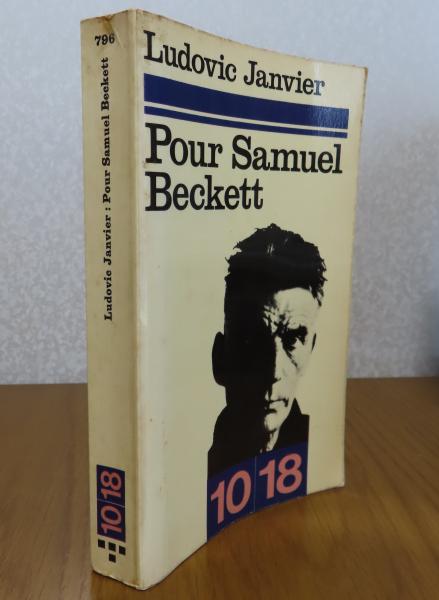 796
Ludovic Janvier : Pour Samuel Beckett
10 18
Ludovic Janvier
Pour Samuel
Beckett
10 18